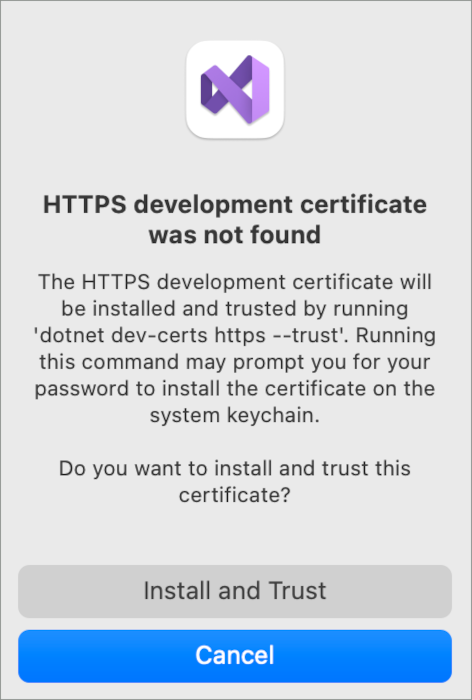 HTTPS development certificate
was not found
The HTTPS development certificate will
be installed and trusted by running
'dotnet dev-certs https --trust'. Running
this command may prompt you for your
password to install the certificate on the
system keychain.
Do you want to install and trust this
certificate?
Install and Trust
Cancel